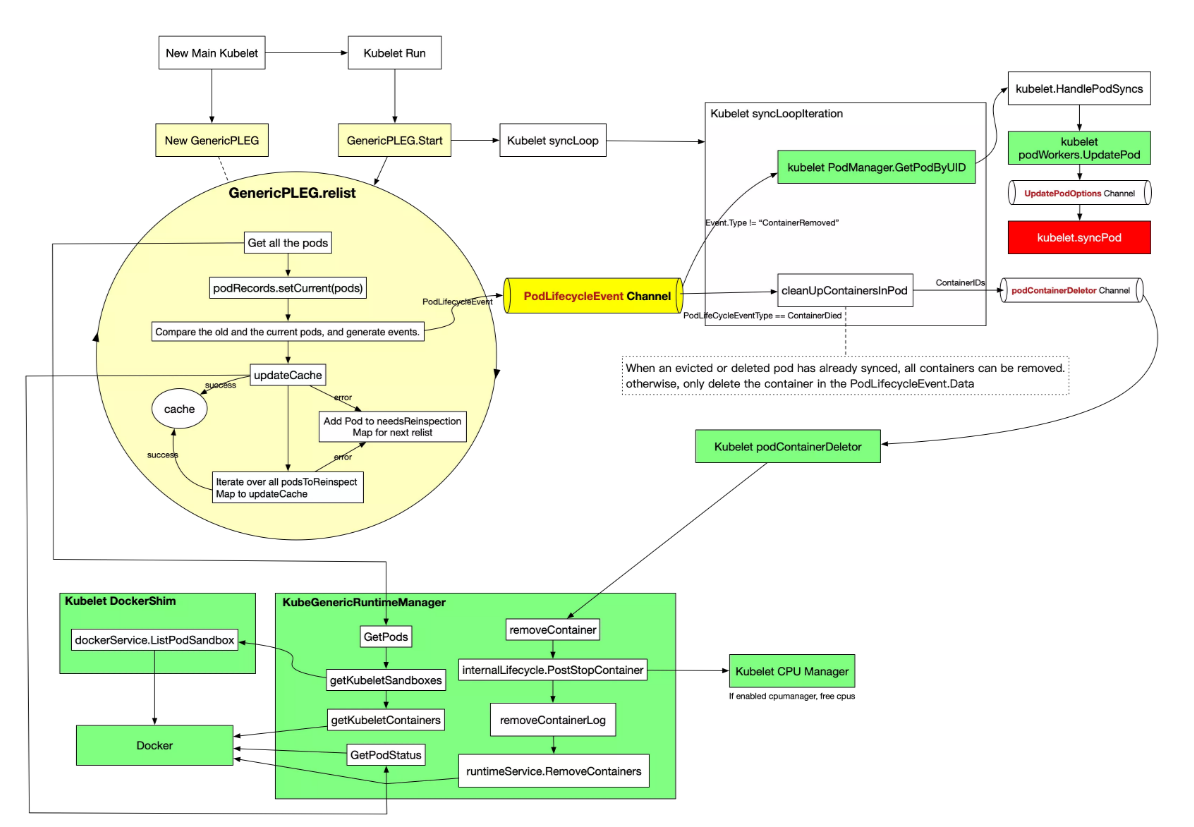 New Main Kubelet
Kubelet Run
New GenericPLEG
GenericPLEG.Start
Kubelet syncLoop
Kubelet syncLoopIteration
kubelet PodManager.GetPodByUID
kubelet.HandlePodSyncs
kubelet
podWorkers.UpdatePod
UpdatePodOptions Channel
kubelet.syncPod
GenericPLEG.relist
Get all the pods
podRecords.setCurrent(pods)
Compare the old and the current pods, and generate events.
PodLifecycleEvent
PodLifecycleEvent Channel
Event.Type != "ContainerRemoved"
PodLifeCycleEventType == ContainerDied
cleanUpContainersInPod
ContainerIDs
podContainerDeletor Channel
When an evicted or deleted pod has already synced, all containers can be removed.
otherwise, only delete the container in the PodLifecycleEvent.Data
updateCache
success
error
cache
Add Pod to needsReinspection
Map for next relist
success
error
Iterate over all podsToReinspect
Map to updateCache
Kubelet podContainerDeletor
Kubelet DockerShim
dockerService.ListPodSandbox
Docker
KubeGenericRuntimeManager
GetPods
getKubeletSandboxes
getKubeletContainers
GetPodStatus
removeContainer
internalLifecycle.PostStopContainer
removeContainerLog
runtimeService.RemoveContainers
Kubelet CPU Manager
If enabled cpumanager, free cpus